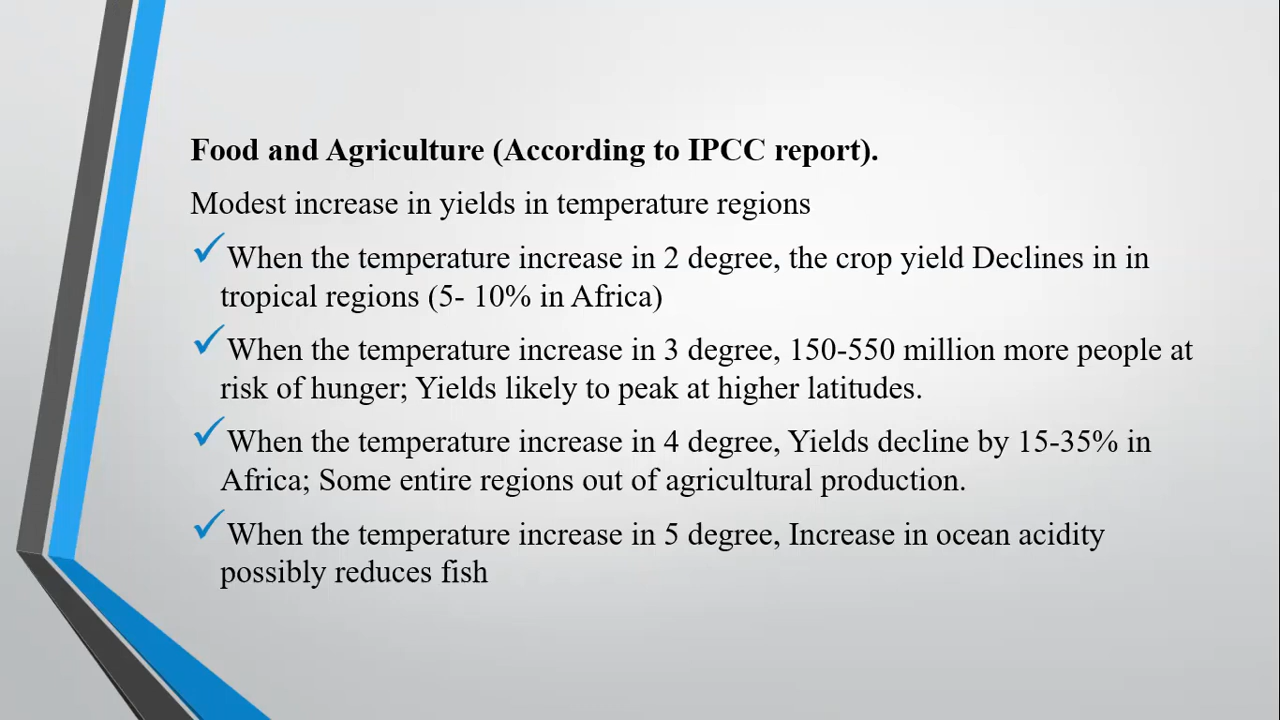 Food and Agriculture (According to IPCC report).
Modest increase in yields in temperature regions
When the temperature increase in 2 degree, the crop yield Declines in in
tropical regions (5- 10% in Africa)
When the temperature increase in 3 degree, 150-550 million more people at
risk of hunger; Yields likely to peak at higher latitudes.
When the temperature increase in 4 degree, Yields decline by 15-35% in
Africa; Some entire regions out of agricultural production.
When the temperature increase in 5 degree, Increase in ocean acidity
possibly reduces fish